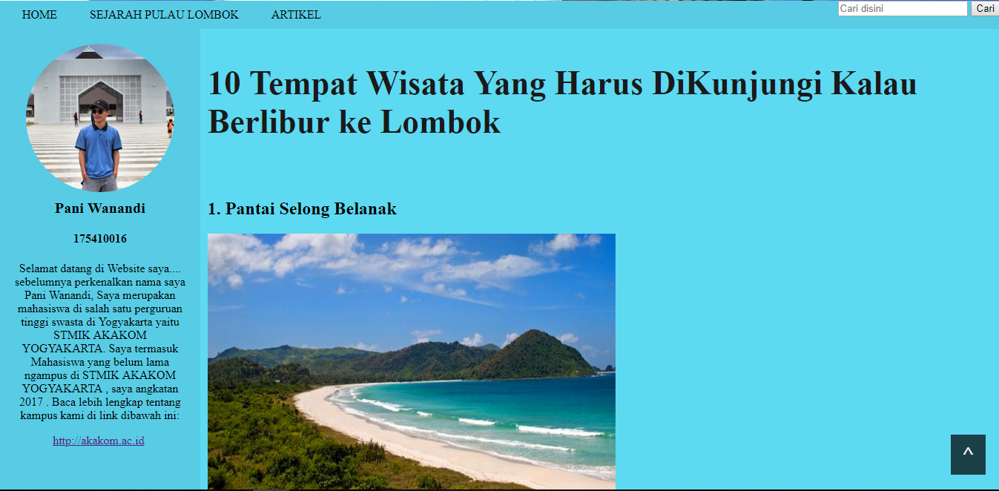 HOME SEJARAH PULAU LOMBOK ARTIKEL
Cari disini Cari
Pani Wanandi
175410016
Selamat datang di Website saya....
sebelumnya perkenalkan nama saya
Pani Wanandi, Saya merupakan
mahasiswa di salah satu perguruan
tinggi swasta di Yogyakarta yaitu
STMIK AKAKOM
YOGYAKARTA. Saya termasuk
Mahasiswa yang belum lama
ngampus di STMIK AKAKOM
YOGYAKARTA , saya angkatan
2017 . Baca lebih lengkap tentang
kampus kami di link dibawah ini:
http://akakom.ac.id
10 Tempat Wisata Yang Harus DiKunjungi Kalau
Berlibur ke Lombok
1. Pantai Selong Belanak
^